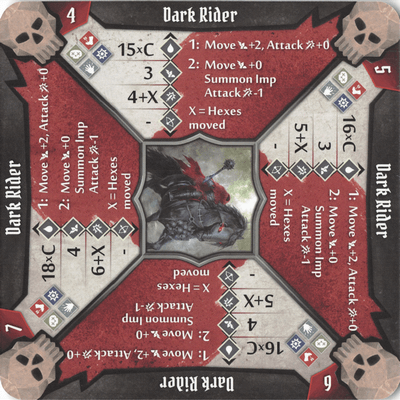 4
Dark Rider
15xC
3
4+X
-
1: Move +2, Attack +0
2: Move +0
Summon Imp
Attack -1
X = Hexes
moved
5
Dark Rider
16xC
3
5+X
-
1: Move +2, Attack +0
2: Move +0
Summon Imp
Attack -1
X = Hexes
moved
6
Dark Rider
16xC
4
5+X
-
1: Move +2, Attack +0
2: Move +0
Summon Imp
Attack -1
X = Hexes
moved
7
Dark Rider
18xC
4
6+X
-
1: Move +2, Attack +0
2: Move +0
Summon Imp
Attack -1
X = Hexes
moved